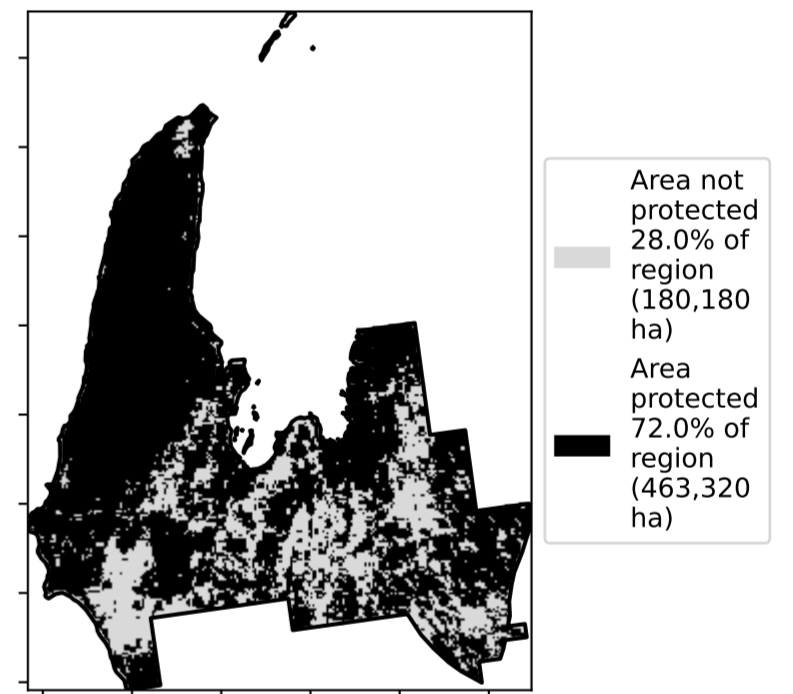 Area not
protected
28.0% of
region
(180,180
ha)
Area
protected
72.0% of
region
(463,320
ha)